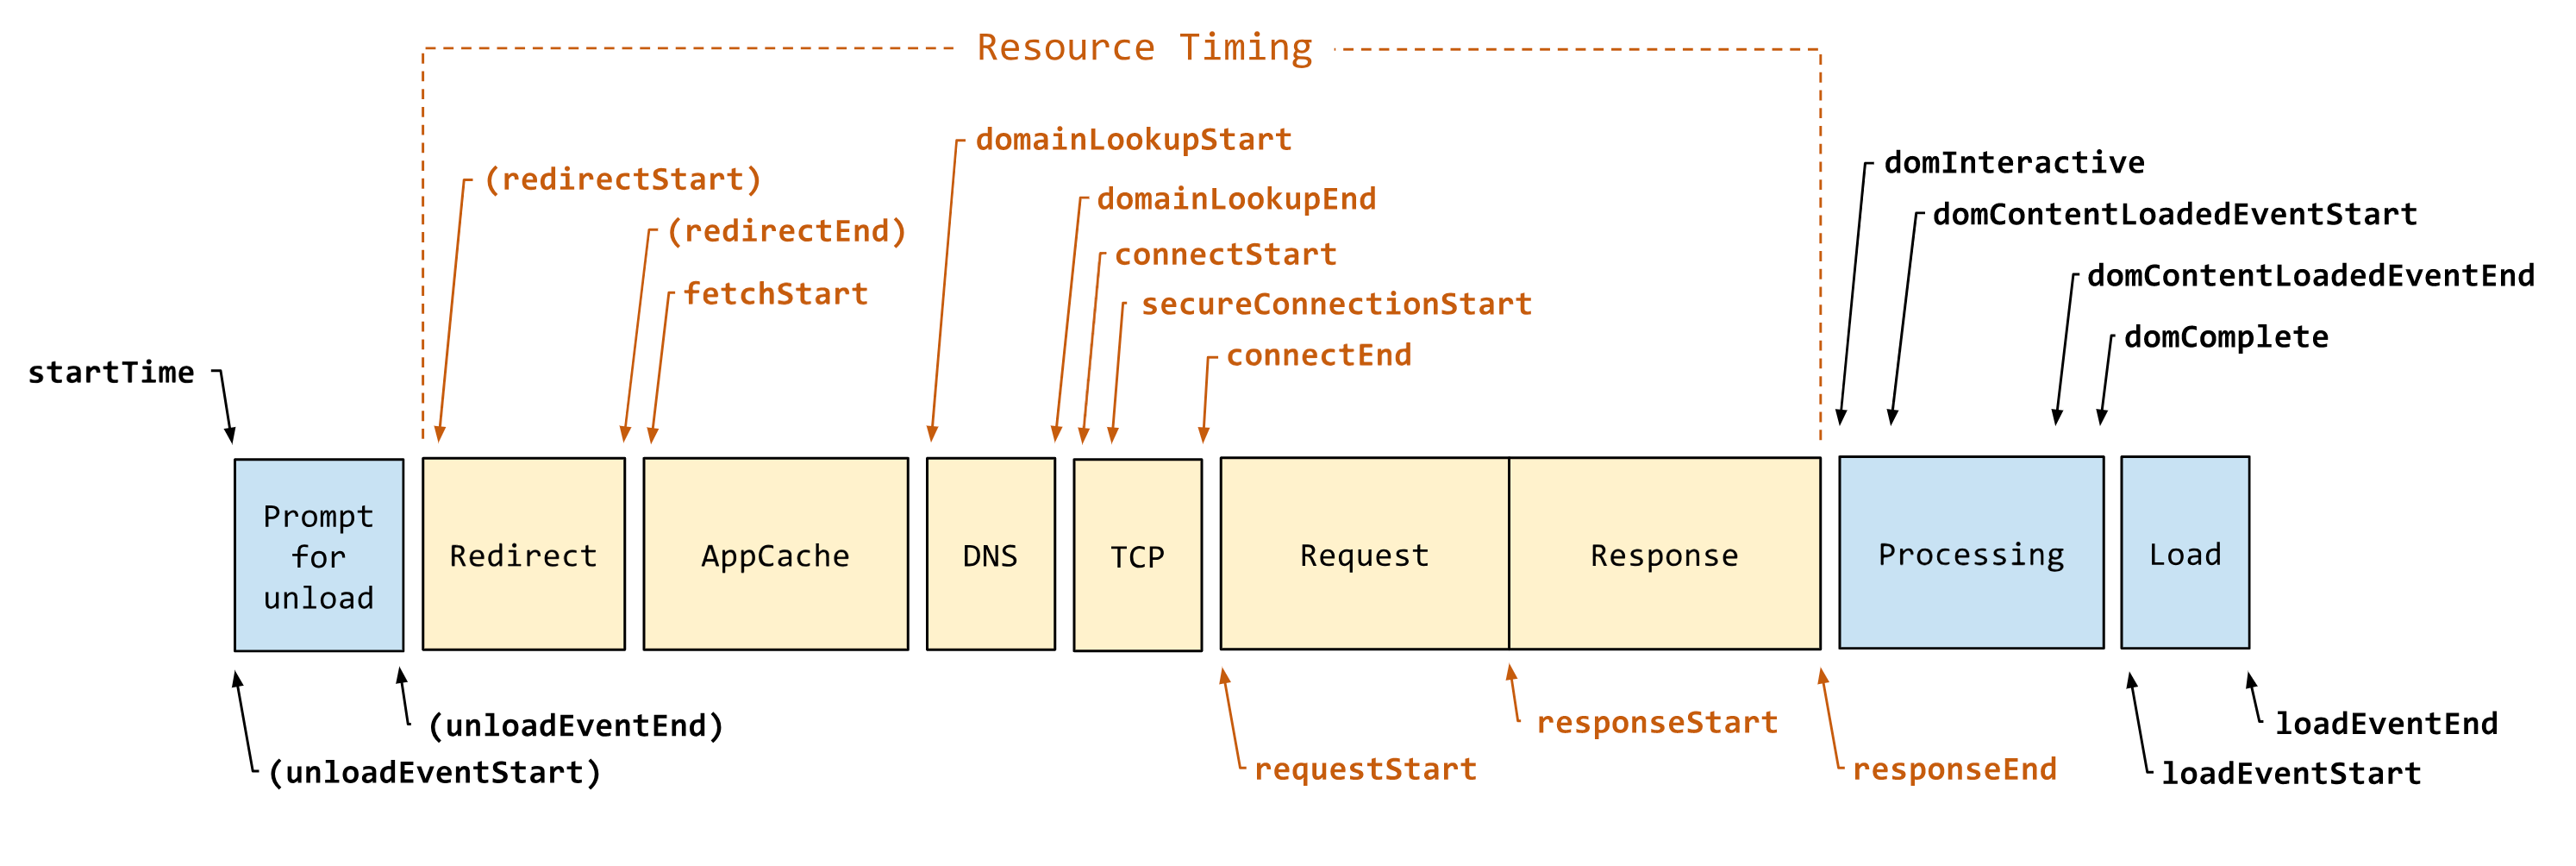 Resource Timing
domainLookupStart
(redirectStart)
domInteractive
domainLookupEnd
domContentLoadedEventStart
(redirectEnd)
connectStart
domContentLoadedEventEnd
fetchStart
secureConnectionStart
domComplete
connectEnd
startTime
Prompt
for
unload
Redirect
AppCache
DNS
TCP
Request
Response
Processing
Load
(unloadEventEnd)
responseStart
loadEventEnd
(unloadEventStart)
requestStart
responseEnd
loadEventStart